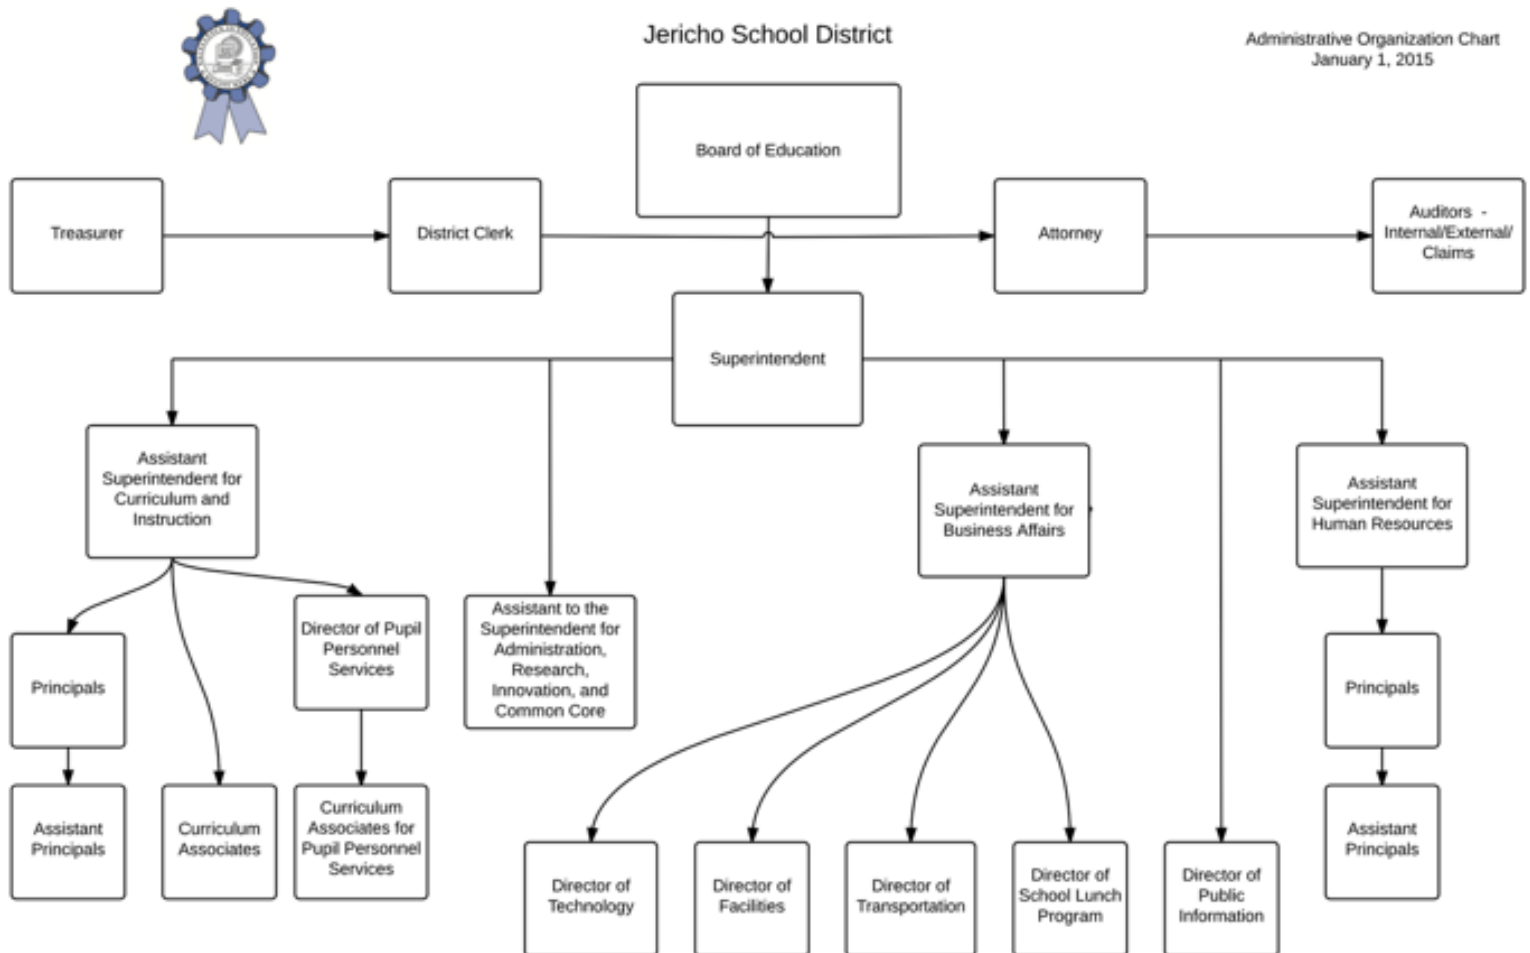 Jericho School District
Administrative Organization Chart
January 1, 2015
Board of Education
Treasurer
District Clerk
Attorney
Auditors -
Internal/External/
Claims
Superintendent
Assistant
Superintendent for
Curriculum and
Instruction
Assistant
Superintendent for
Business Affairs
Assistant
Superintendent for
Human Resources
Principals
Director of Pupil
Personnel
Services
Assistant to the
Superintendent for
Administration,
Research,
Innovation, and
Common Core
Principals
Assistant
Principals
Curriculum
Associates
Curriculum
Associates for
Pupil Personnel
Services
Director of
Technology
Director of
Facilities
Director of
Transportation
Director of
School Lunch
Program
Director of
Public
Information
Assistant
Principals